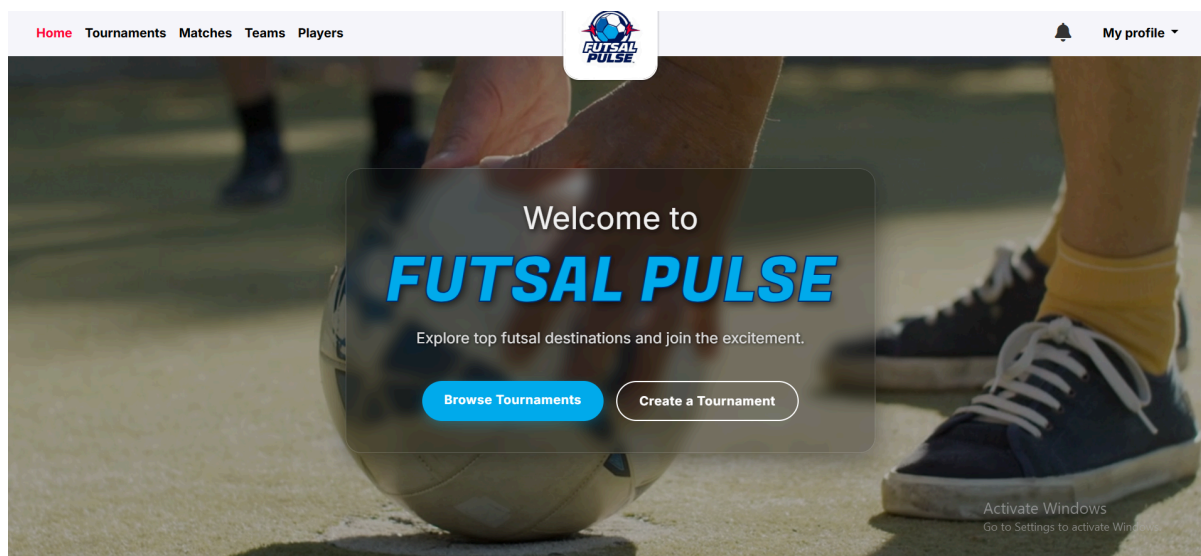 Home Tournaments Matches Teams Players
FUTSAL
PULSE
My profile
Welcome to
FUTSAL PULSE
Explore top futsal destinations and join the excitement.
Browse Tournaments Create a Tournament
Activate Windows
Go to Settings to activate